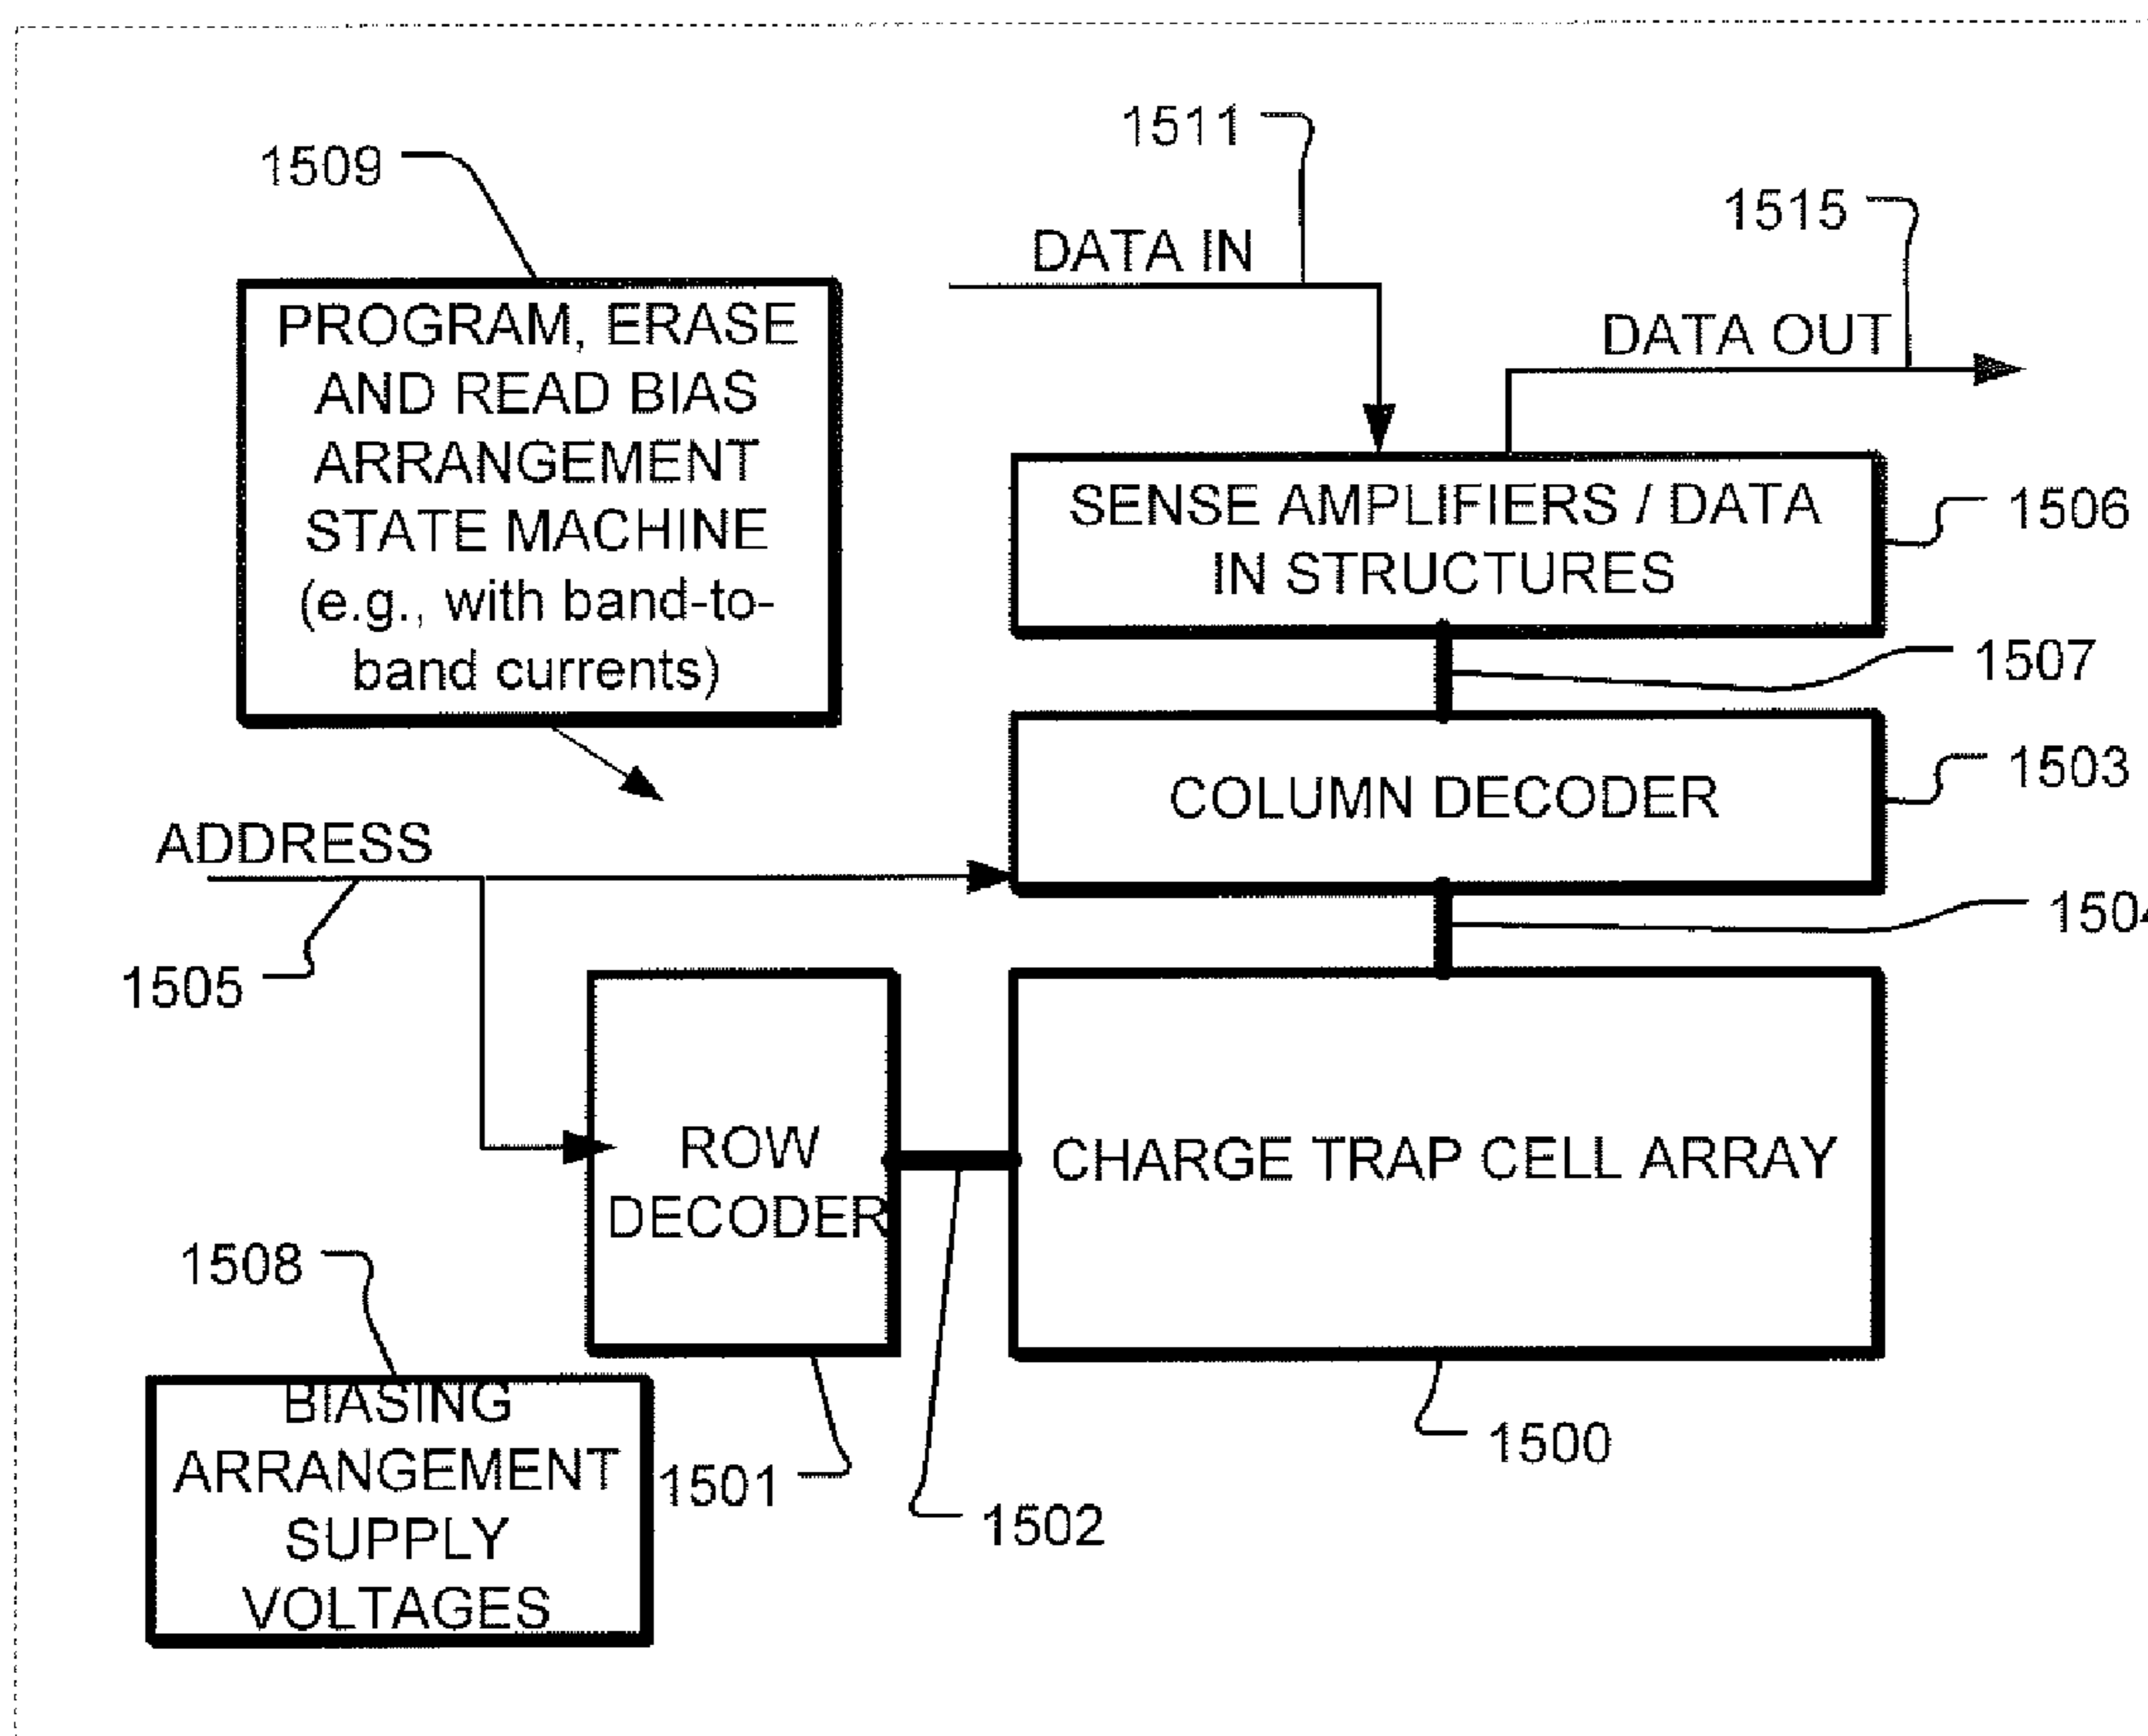 1511
1509
1515
DATA IN
PROGRAM, ERASE
AND READ BIAS
ARRANGEMENT
STATE MACHINE
(e.g., with band-to-
band currents)
DATA OUT
SENSE AMPLIFIERS / DATA
IN STRUCTURES
1506
1507
COLUMN DECODER
1503
ADDRESS
1505
ROW
DECODER
CHARGE TRAP CELL ARRAY
1508
1500
BIASING
ARRANGEMENT
SUPPLY
VOLTAGES
1501
1502